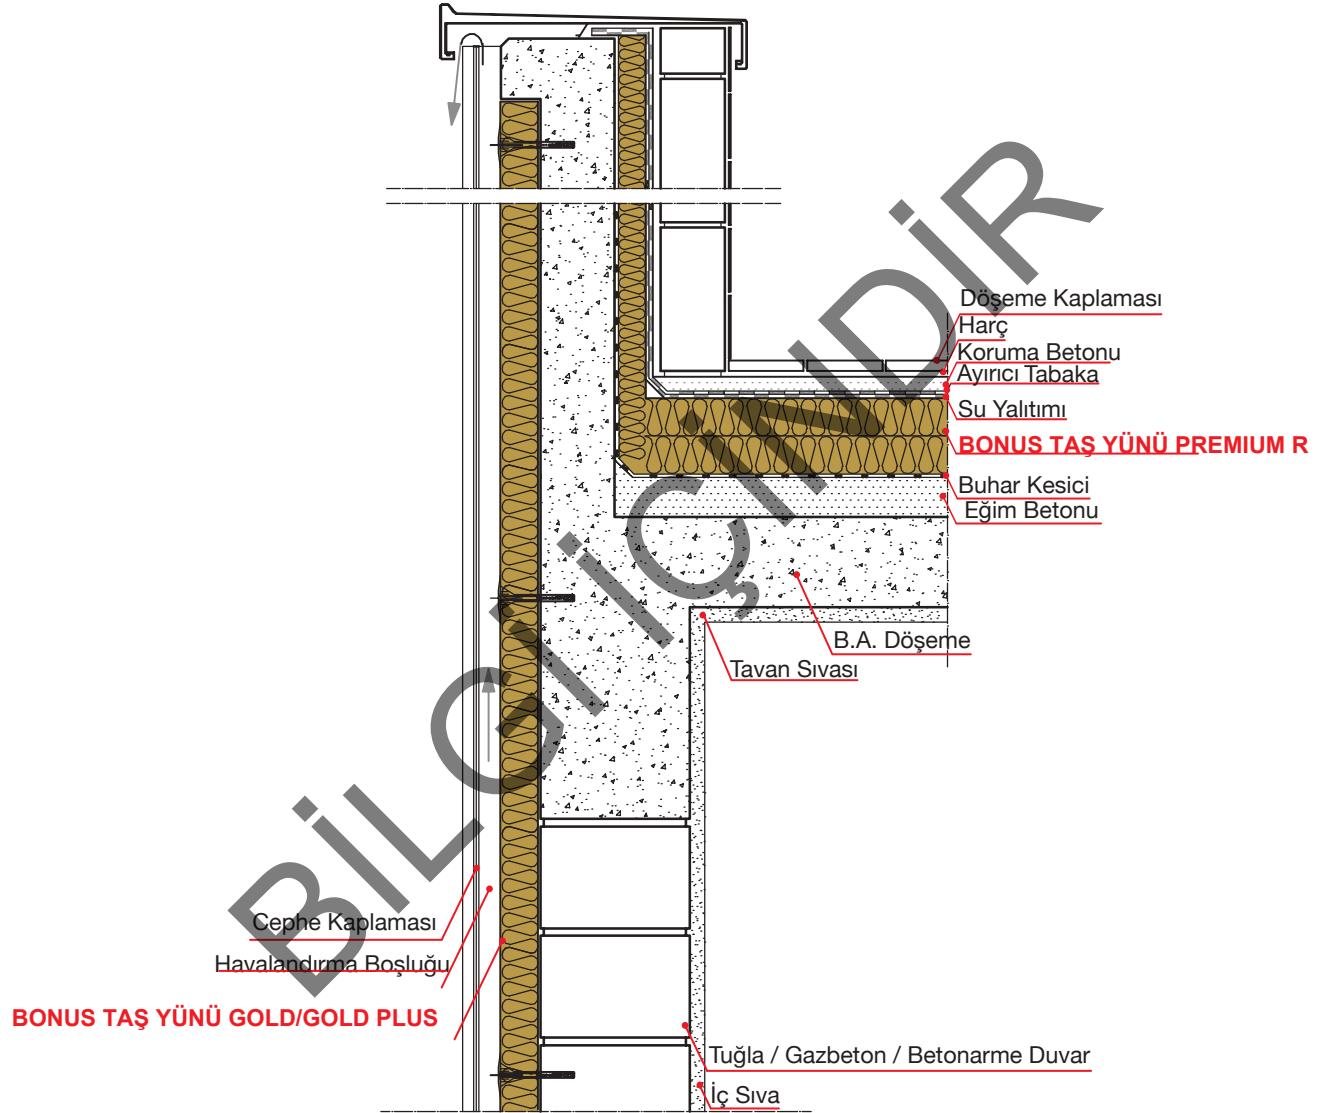 Döşeme Kaplaması
Harç
Koruma Betonu
Ayırıcı Tabaka
Su Yalıtımı
BONUS TAŞ YÜNÜ PREMIUM R
Buhar Kesici
Eğim Betonu
B.A. Döşeme
Tavan Sıvası
BİLGİ İÇİNDİR
Cephe Kaplaması
Havalandırma Boşluğu
BONUS TAŞ YÜNÜ GOLD/GOLD PLUS
Tuğla / Gazbeton / Betonarme Duvar
İç Sıva